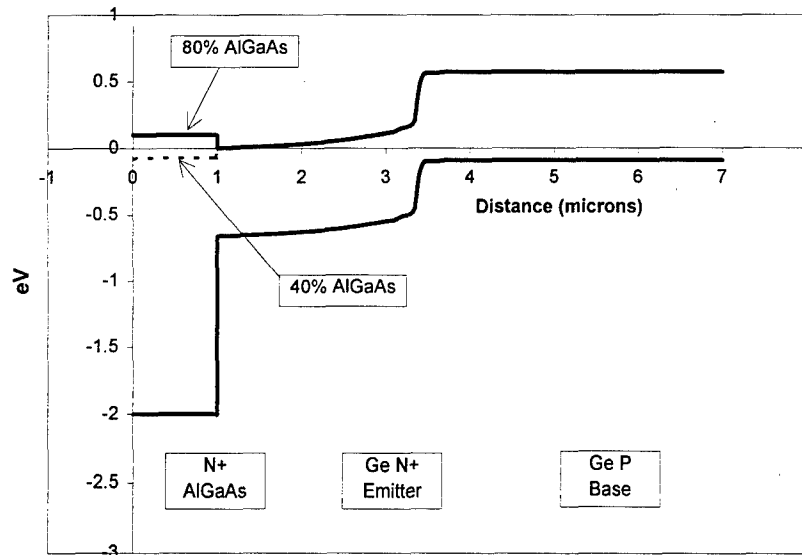 1
80% AlGaAs
0.5
0
-1 0 1 2 3 4 5 6 7
Distance (microns)
-0.5
eV
-1
40% AlGaAs
-1.5
-2
N+
AlGaAs
Ge N+
Emitter
Ge P
Base
-2.5
-3